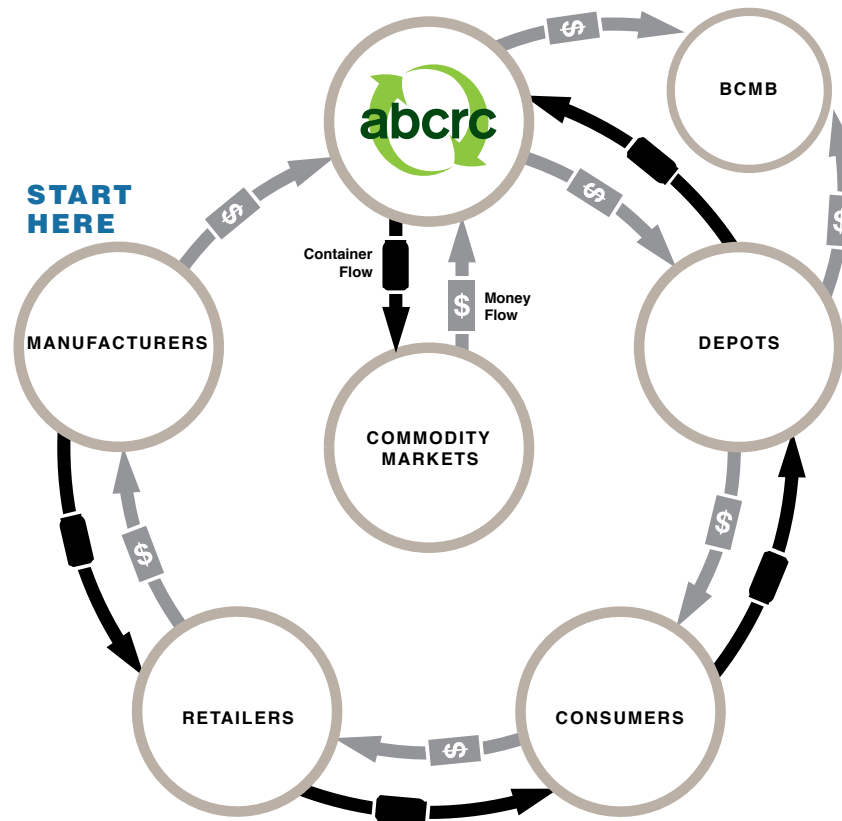 $
BCMB
abcrc
START
HERE
$
$
$
Container
Flow
$
Money
Flow
MANUFACTURERS
DEPOTS
COMMODITY
MARKETS
$
$
RETAILERS
CONSUMERS
$